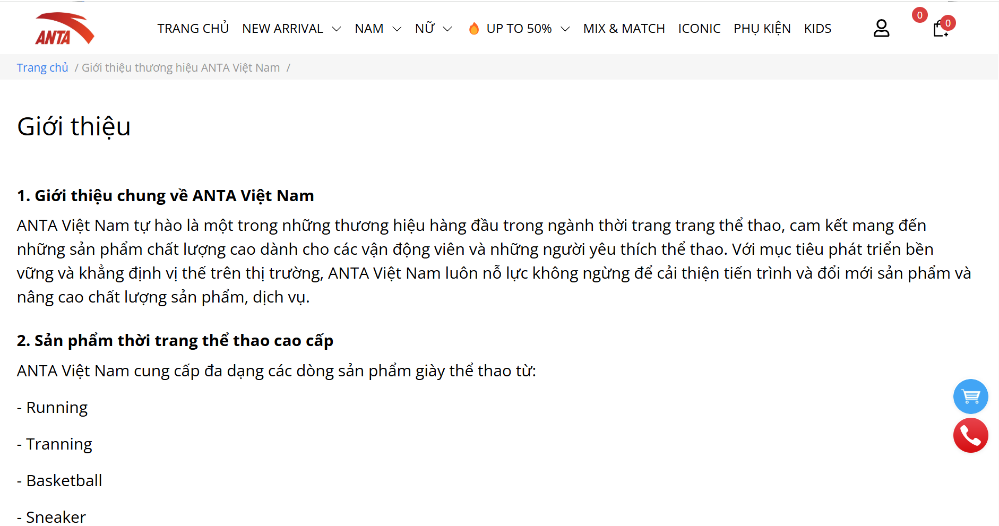 ANTA
TRANG CHỦ NEW ARRIVAL NAM NỮ UP TO 50% MIX & MATCH ICONIC PHỤ KIỆN KIDS 0 0
Trang chủ / Giới thiệu thương hiệu ANTA Việt Nam /
Giới thiệu
1. Giới thiệu chung về ANTA Việt Nam
ANTA Việt Nam tự hào là một trong những thương hiệu hàng đầu trong ngành thời trang trang thể thao, cam kết mang đến
những sản phẩm chất lượng cao dành cho các vận động viên và những người yêu thích thể thao. Với mục tiêu phát triển bền
vững và khẳng định vị thế trên thị trường, ANTA Việt Nam luôn nỗ lực không ngừng để cải thiện tiến trình và đổi mới sản phẩm và
nâng cao chất lượng sản phẩm, dịch vụ.
2. Sản phẩm thời trang thể thao cao cấp
ANTA Việt Nam cung cấp đa dạng các dòng sản phẩm giày thể thao từ:
- Running
- Tranning
- Basketball
- Sneaker